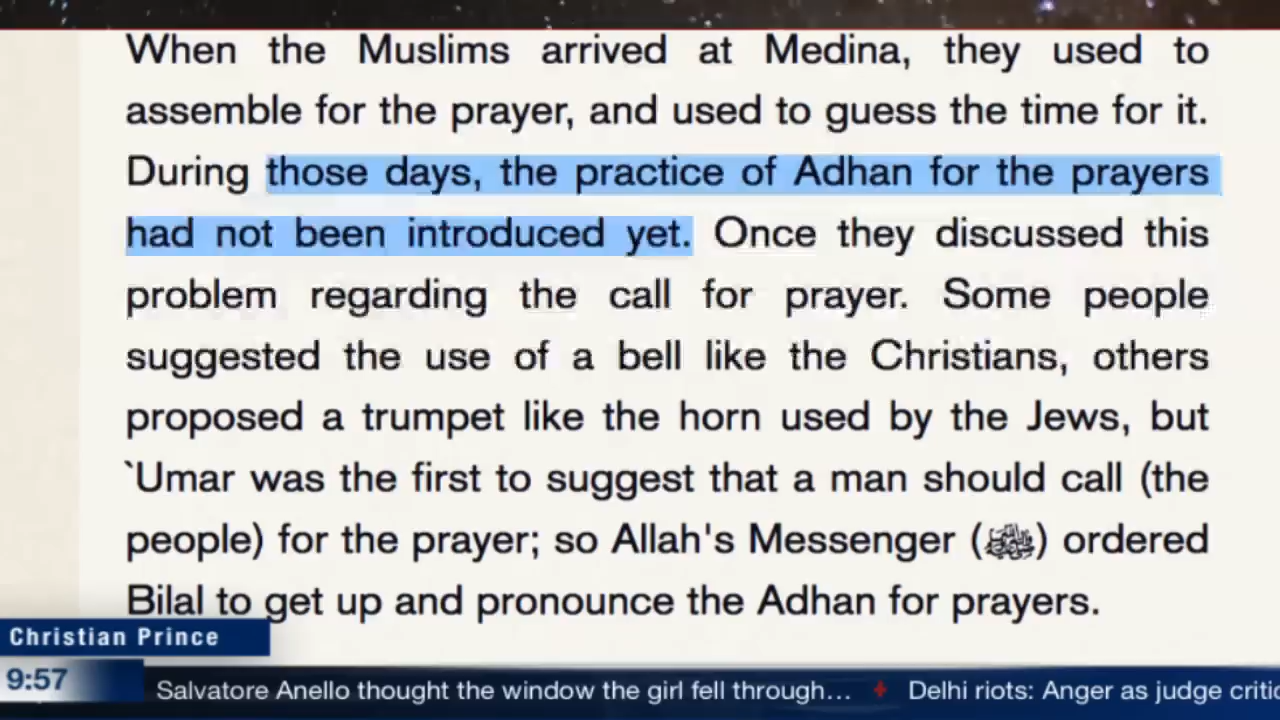 When the Muslims arrived at Medina, they used to
assemble for the prayer, and used to guess the time for it.
During those days, the practice of Adhan for the prayers
had not been introduced yet. Once they discussed this
problem regarding the call for prayer. Some people
suggested the use of a bell like the Christians, others
proposed a trumpet like the horn used by the Jews, but
`Umar was the first to suggest that a man should call (the
people) for the prayer; so Allah's Messenger (ﷺ) ordered
Bilal to get up and pronounce the Adhan for prayers.
Christian Prince
9:57
Salvatore Anello thought the window the girl fell through... Delhi riots: Anger as judge critic